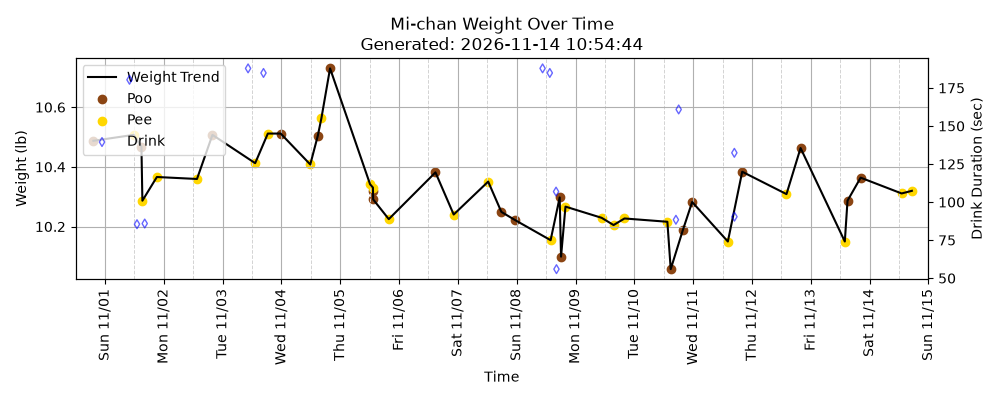 Mi-chan Weight Over Time
Generated: 2026-11-14 10:54:44
Weight (lb)
10.6
10.4
10.2
Weight Trend
Poo
Pee
Drink
175
150
125
100
75
50
Drink Duration (sec)
Sun 11/01
Mon 11/02
Tue 11/03
Wed 11/04
Thu 11/05
Fri 11/06
Sat 11/07
Sun 11/08
Mon 11/09
Tue 11/10
Wed 11/11
Thu 11/12
Fri 11/13
Sat 11/14
Sun 11/15
Time